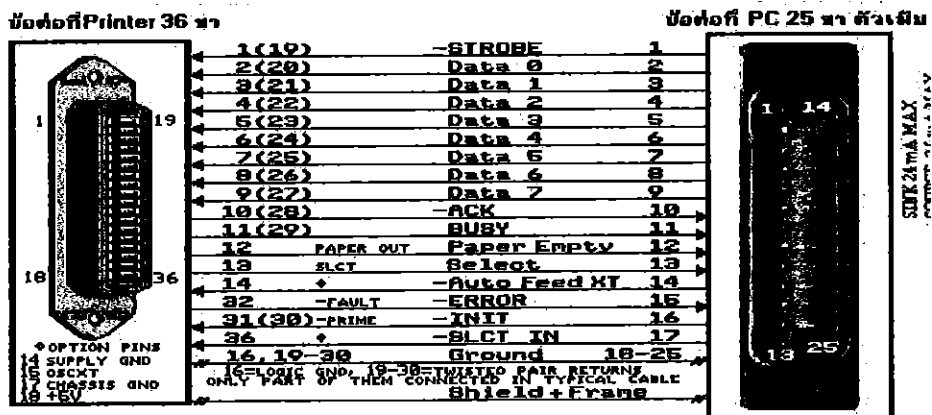 ข้อต่อที่Printer 36 ขา
ข้อต่อที่ PC 25 ขา ตัวเมีย
1(19) -STROBE 1
2(20) Data 0 2
3(21) Data 1 3
4(22) Data 2 4
5(23) Data 3 5
6(24) Data 4 6
7(25) Data 5 7
8(26) Data 6 8
9(27) Data 7 9
10(28) -ACK 10
11(29) BUSY 11
12 PAPER OUT Paper Empty 12
13 SLCT Select 13
14 * -Auto Feed XT 14
32 -FAULT -ERROR 15
31(30) -PRIME -INIT 16
36 * -SLCT IN 17
16,19-30 Ground 18-25
16=LOGIC GND, 19-30=TWISTED PAIR RETURNS
ONLY PART OF THEM CONNECTED IN TYPICAL CABLE
Shield+Frame
1 19
18 36
*OPTION PINS
14 SUPPLY GND
15 OSCXT
17 CHASSIS GND
18 +5V
1 14
13 25
SINK 24 mA MAX